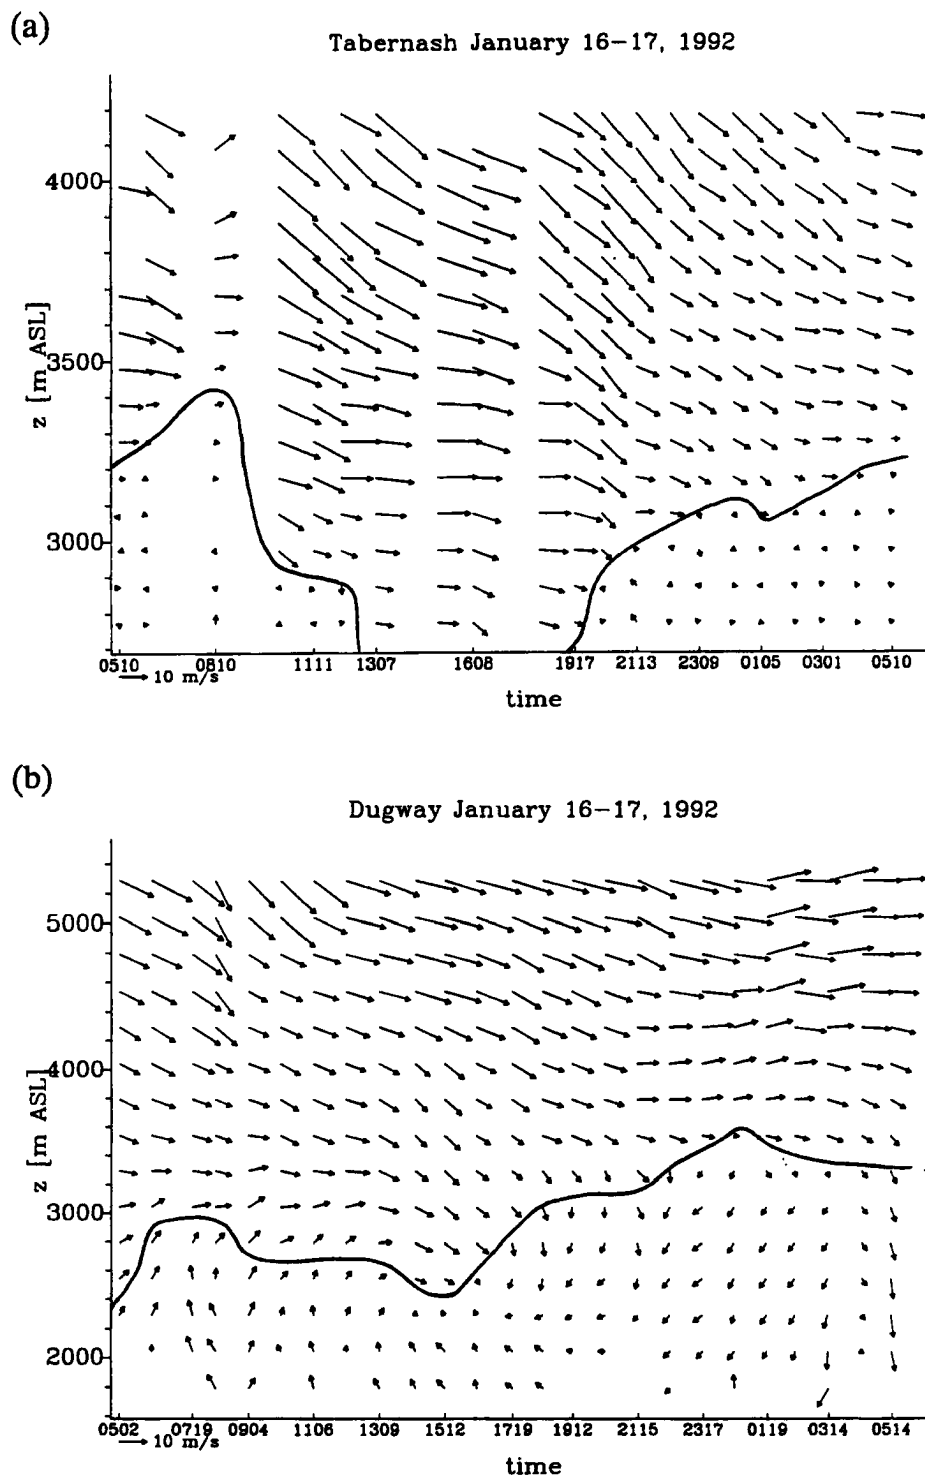 (a)
Tabernash January 16-17, 1992
z [m ASL]
4000
3500
3000
0510 0810 1111 1307 1608 1917 2113 2309 0105 0301 0510
10 m/s
time
(b)
Dugway January 16-17, 1992
z [m ASL]
5000
4000
3000
2000
0502 0719 0904 1106 1309 1512 1719 1912 2115 2317 0119 0314 0514
10 m/s
time